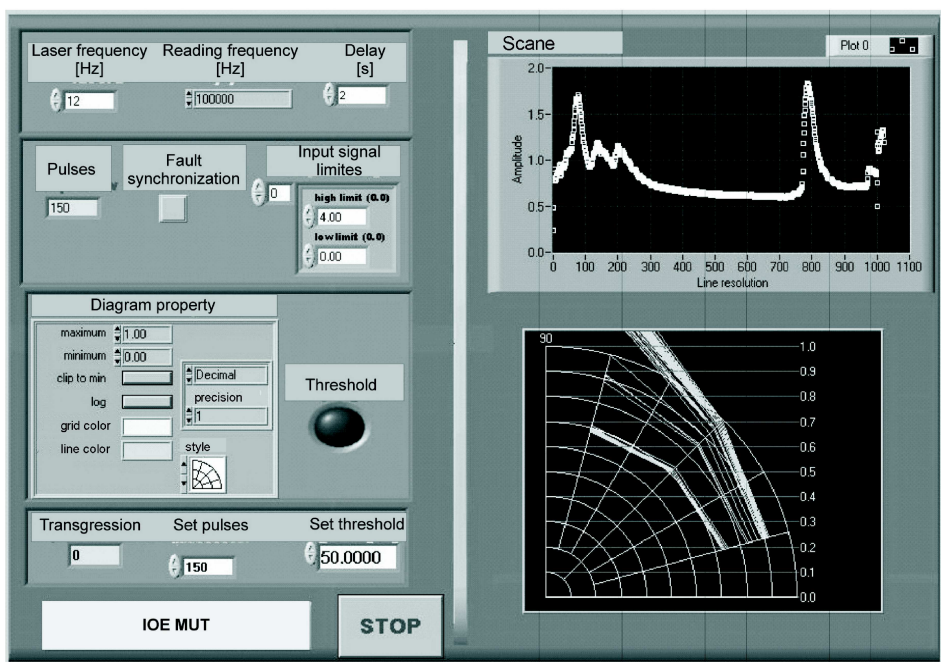 Laser frequency
[Hz]
Reading frequency
[Hz]
Delay
[s]
12
100000
2
Pulses
150
Fault
synchronization
0
Input signal
limites
high limit (0.0)
4.00
low limit (0.0)
0.00
Diagram property
maximum 1.00
minimum 0.00
clip to min
log
grid color
line color
Decimal
precision
1
style
Threshold
Transgression
0
Set pulses
150
Set threshold
50.0000
IOE MUT
STOP
Scane
Plot 0
2.0
1.5
1.0
0.5
0.0
Amplitude
0 100 200 300 400 500 600 700 800 900 1000 1100
Line resolution
90
1.0
0.9
0.8
0.7
0.6
0.5
0.4
0.3
0.2
0.1
0.0